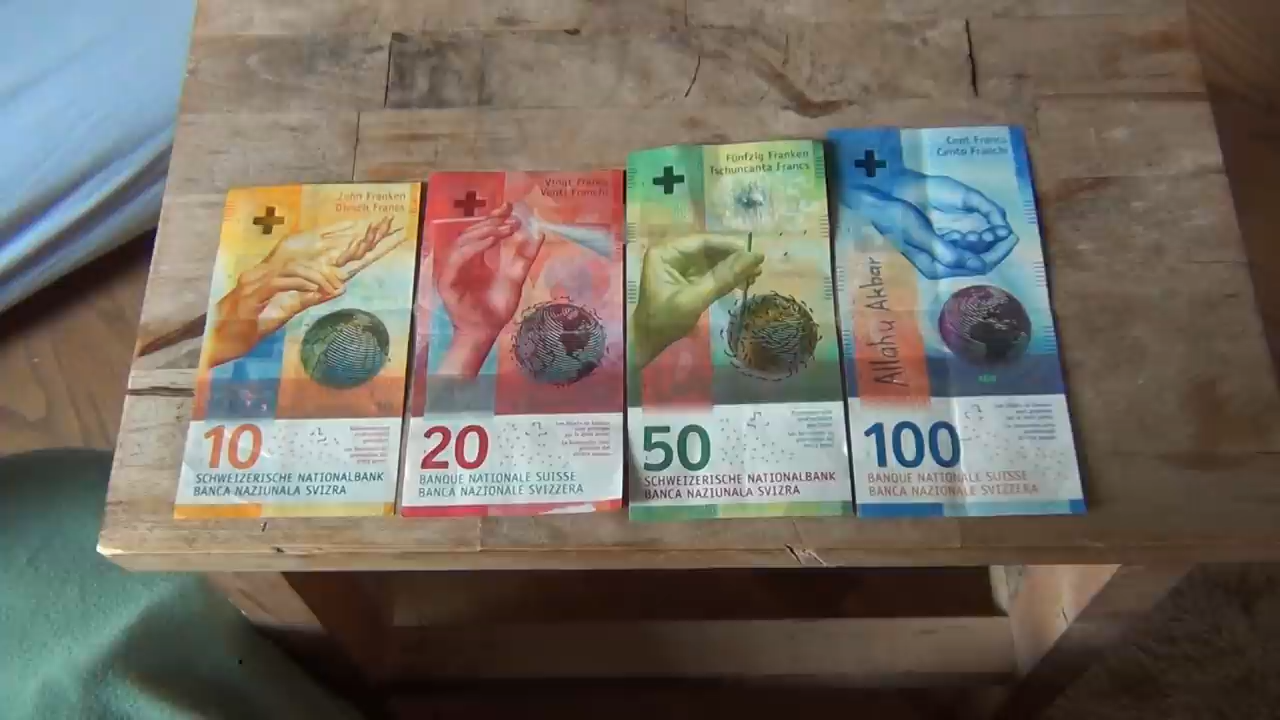 Zehn Franken
Diesch Francs
10
SCHWEIZERISCHE NATIONALBANK
BANCA NAZIUNALA SVIZRA
Vingt Francs
Venti Franchi
20
BANQUE NATIONALE SUISSE
BANCA NAZIONALE SVIZZERA
Fünfzig Franken
Tschuncanta Francs
50
SCHWEIZERISCHE NATIONALBANK
BANCA NAZIUNALA SVIZRA
Cent Francs
Cento Franchi
Allahu Akbar
100
BANQUE NATIONALE SUISSE
BANCA NAZIONALE SVIZZERA